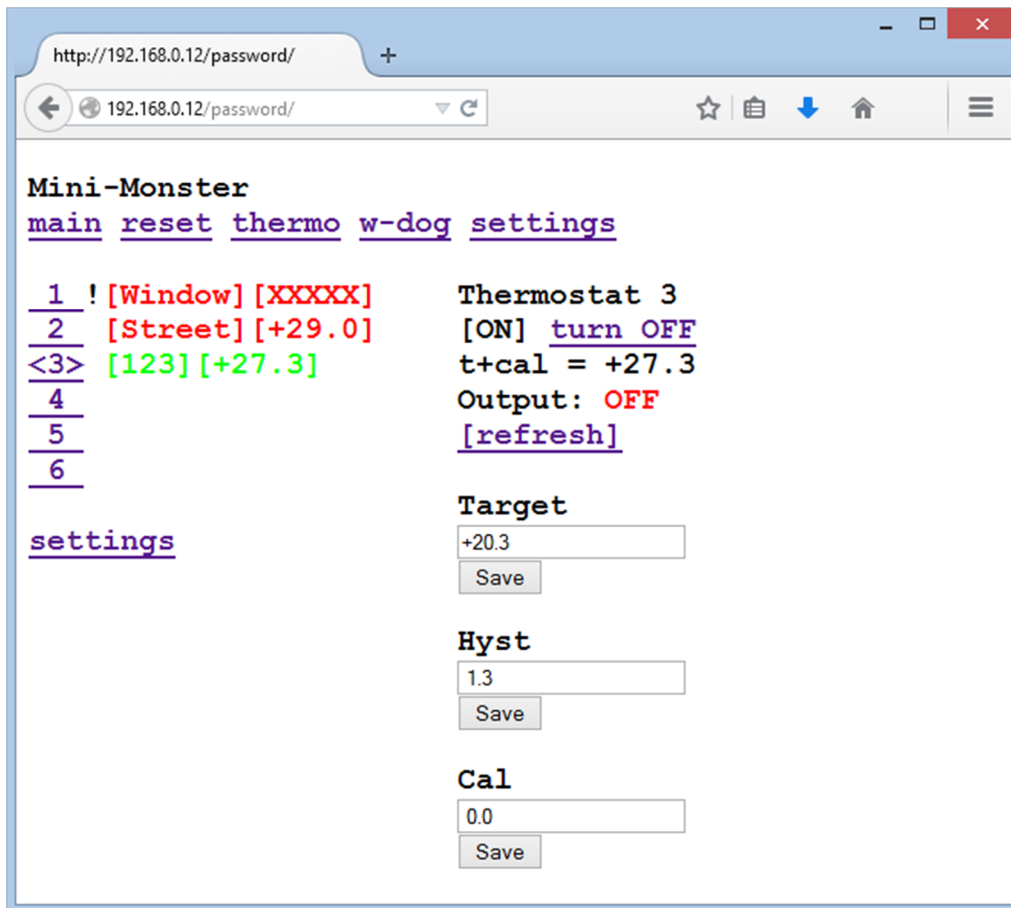 http://192.168.0.12/password/
192.168.0.12/password/
Mini-Monster
main reset thermo w-dog settings
1 ![Window][XXXXX]
2 [Street][+29.0]
<3> [123][+27.3]
4
5
6
settings
Thermostat 3
[ON] turn OFF
t+cal = +27.3
Output: OFF
[refresh]
Target
+20.3
Save
Hyst
1.3
Save
Cal
0.0
Save